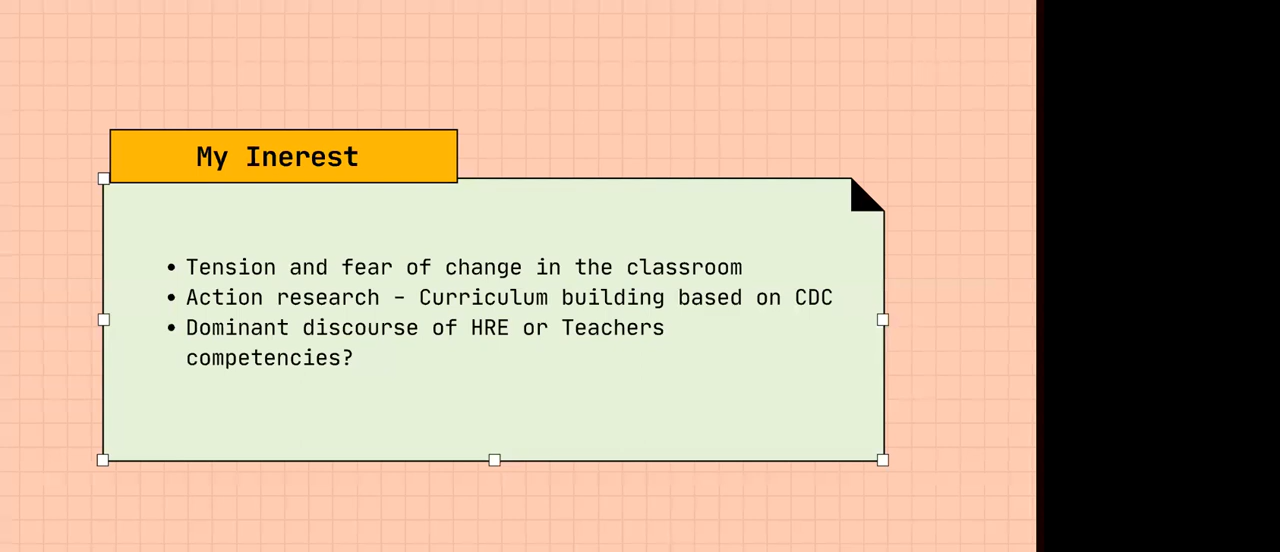 My Inerest
• Tension and fear of change in the classroom
• Action research – Curriculum building based on CDC
• Dominant discourse of HRE or Teachers
competencies?